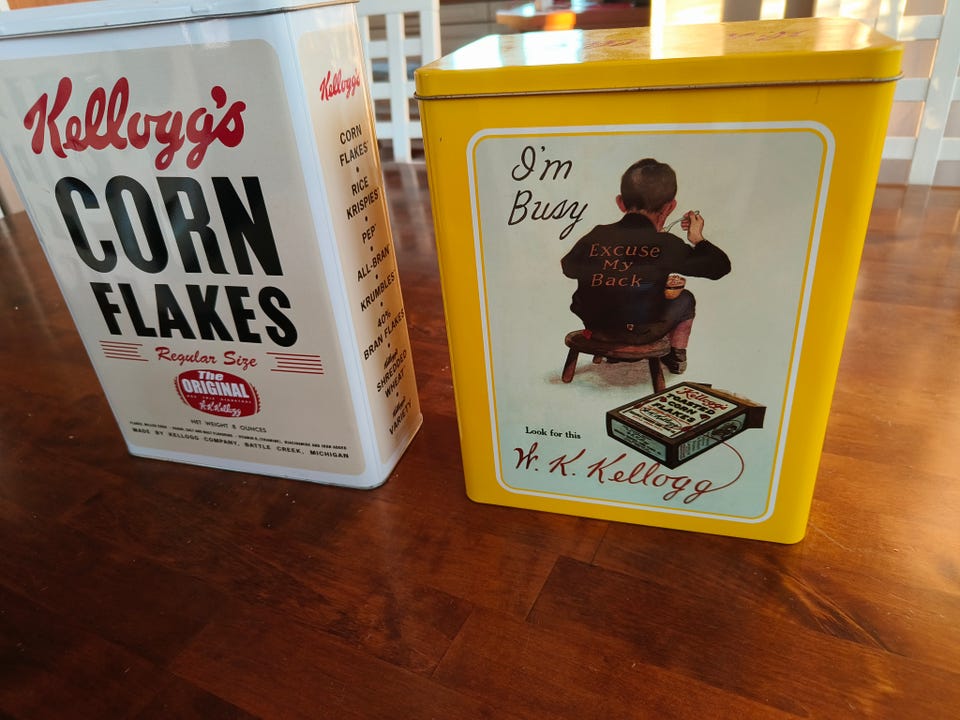 Kellogg's
CORN
FLAKES
Regular Size
The
ORIGINAL
W.K.Kellogg
NET WEIGHT 8 OUNCES
MADE BY KELLOGG COMPANY, BATTLE CREEK, MICHIGAN
Kellogg's
CORN
FLAKES
•
RICE
KRISPIES
•
PEP
•
ALL-BRAN
•
KRUMBLES
•
40%
BRAN FLAKES
•
SHREDDED
WHEAT
•
VARIETY
I'm
Busy
Excuse
My
Back
Kellogg's
TOASTED
CORN
FLAKES
Look for this
W. K. Kellogg